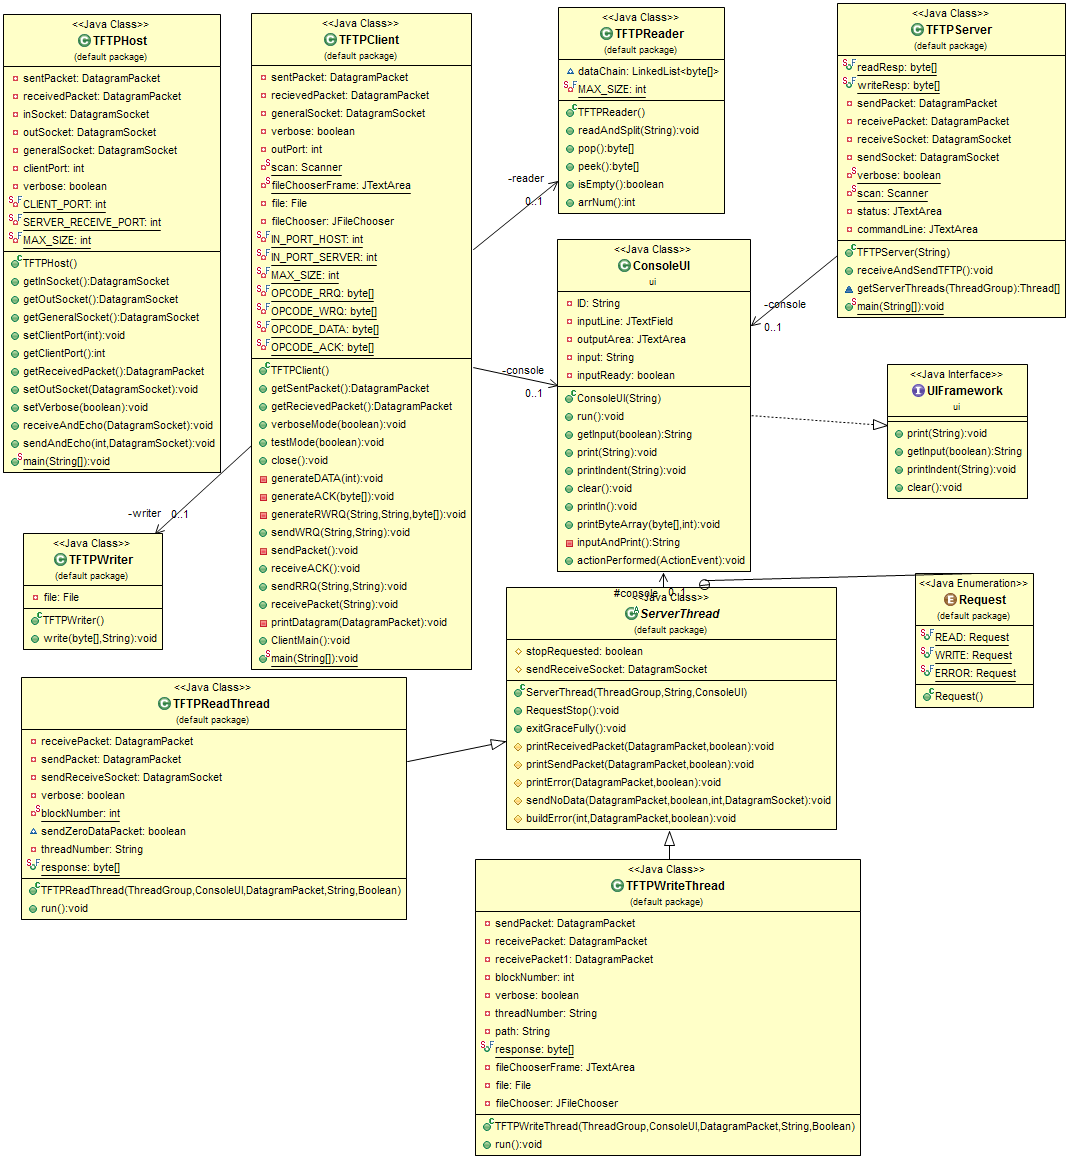 <<Java Class>>
TFTPHost
(default package)
sentPacket: DatagramPacket
receivedPacket: DatagramPacket
inSocket: DatagramSocket
outSocket: DatagramSocket
generalSocket: DatagramSocket
clientPort: int
verbose: boolean
CLIENT_PORT: int
SERVER_RECEIVE_PORT: int
MAX_SIZE: int
TFTPHost()
getInSocket():DatagramSocket
getOutSocket():DatagramSocket
getGeneralSocket():DatagramSocket
setClientPort(int):void
getClientPort():int
getReceivedPacket():DatagramPacket
setOutSocket(DatagramSocket):void
setVerbose(boolean):void
receiveAndEcho(DatagramSocket):void
sendAndEcho(int,DatagramSocket):void
main(String[]):void
<<Java Class>>
TFTPClient
(default package)
sentPacket: DatagramPacket
recievedPacket: DatagramPacket
generalSocket: DatagramSocket
verbose: boolean
outPort: int
scan: Scanner
fileChooserFrame: JTextArea
file: File
fileChooser: JFileChooser
IN_PORT_HOST: int
IN_PORT_SERVER: int
MAX_SIZE: int
OPCODE_RRQ: byte[]
OPCODE_WRQ: byte[]
OPCODE_DATA: byte[]
OPCODE_ACK: byte[]
TFTPClient()
getSentPacket():DatagramPacket
getRecievedPacket():DatagramPacket
verboseMode(boolean):void
testMode(boolean):void
close():void
generateDATA(int):void
generateACK(byte[]):void
generateRWRQ(String,String,byte[]):void
sendWRQ(String,String):void
sendPacket():void
receiveACK():void
sendRRQ(String,String):void
receivePacket(String):void
printDatagram(DatagramPacket):void
ClientMain():void
main(String[]):void
<<Java Class>>
TFTPReader
(default package)
dataChain: LinkedList<byte[]>
MAX_SIZE: int
TFTPReader()
readAndSplit(String):void
pop():byte[]
peek():byte[]
isEmpty():boolean
arrNum():int
<<Java Class>>
TFTPServer
(default package)
readResp: byte[]
writeResp: byte[]
sendPacket: DatagramPacket
receivePacket: DatagramPacket
receiveSocket: DatagramSocket
sendSocket: DatagramSocket
verbose: boolean
scan: Scanner
status: JTextArea
commandLine: JTextArea
TFTPServer(String)
receiveAndSendTFTP():void
getServerThreads(ThreadGroup):Thread[]
main(String[]):void
-reader
0..1
-console
0..1
-console
0..1
-writer
0..1
<<Java Class>>
ConsoleUI
ui
ID: String
inputLine: JTextField
outputArea: JTextArea
input: String
inputReady: boolean
ConsoleUI(String)
run():void
getInput(boolean):String
print(String):void
printIndent(String):void
clear():void
println():void
printByteArray(byte[],int):void
inputAndPrint():String
actionPerformed(ActionEvent):void
<<Java Interface>>
UIFramework
ui
print(String):void
getInput(boolean):String
printIndent(String):void
clear():void
<<Java Class>>
TFTPWriter
(default package)
file: File
TFTPWriter()
write(byte[],String):void
#console
0..1
<<Java Class>>
ServerThread
(default package)
stopRequested: boolean
sendReceiveSocket: DatagramSocket
ServerThread(ThreadGroup,String,ConsoleUI)
RequestStop():void
exitGraceFully():void
printReceivedPacket(DatagramPacket,boolean):void
printSendPacket(DatagramPacket,boolean):void
printError(DatagramPacket,boolean):void
sendNoData(DatagramPacket,boolean,int,DatagramSocket):void
buildError(int,DatagramPacket,boolean):void
<<Java Enumeration>>
Request
(default package)
READ: Request
WRITE: Request
ERROR: Request
Request()
<<Java Class>>
TFTPReadThread
(default package)
receivePacket: DatagramPacket
sendPacket: DatagramPacket
sendReceiveSocket: DatagramSocket
verbose: boolean
blockNumber: int
sendZeroDataPacket: boolean
threadNumber: String
response: byte[]
TFTPReadThread(ThreadGroup,ConsoleUI,DatagramPacket,String,Boolean)
run():void
<<Java Class>>
TFTPWriteThread
(default package)
sendPacket: DatagramPacket
receivePacket: DatagramPacket
receivePacket1: DatagramPacket
blockNumber: int
verbose: boolean
threadNumber: String
path: String
response: byte[]
fileChooserFrame: JTextArea
file: File
fileChooser: JFileChooser
TFTPWriteThread(ThreadGroup,ConsoleUI,DatagramPacket,String,Boolean)
run():void